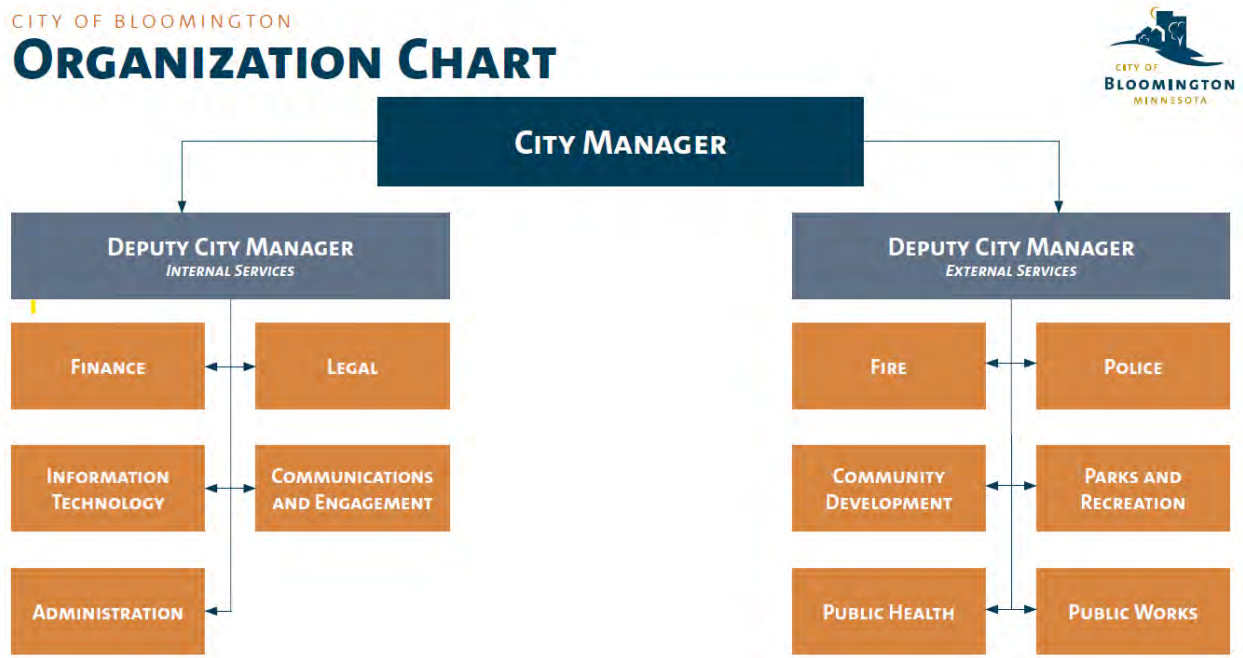 CITY OF BLOOMINGTON
ORGANIZATION CHART
CITY OF
BLOOMINGTON
MINNESOTA
CITY MANAGER
DEPUTY CITY MANAGER
INTERNAL SERVICES
DEPUTY CITY MANAGER
EXTERNAL SERVICES
FINANCE
LEGAL
FIRE
POLICE
INFORMATION
TECHNOLOGY
COMMUNICATIONS
AND ENGAGEMENT
COMMUNITY
DEVELOPMENT
PARKS AND
RECREATION
ADMINISTRATION
PUBLIC HEALTH
PUBLIC WORKS